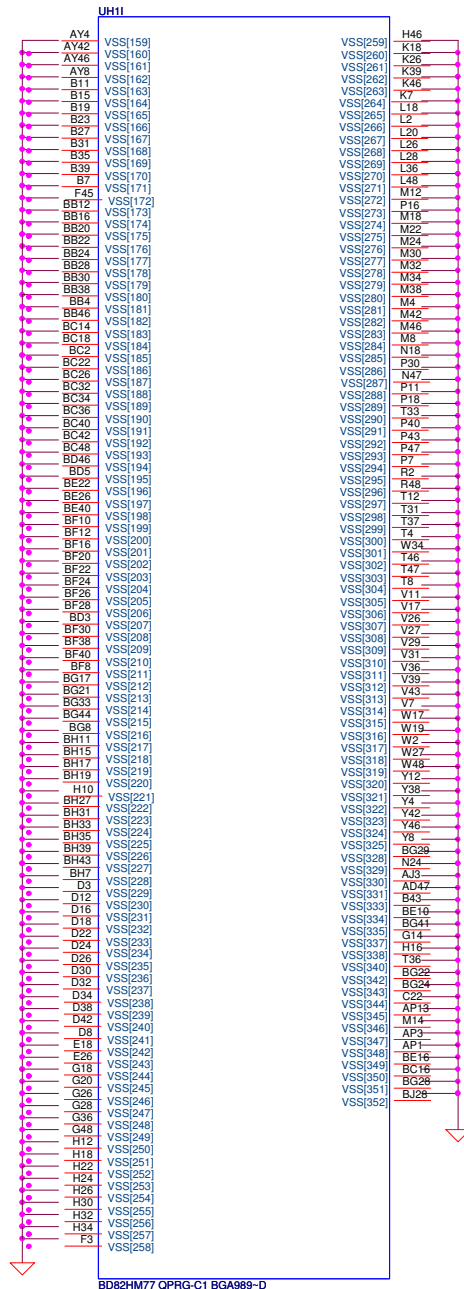 UH1I
AY4 VSS[159]
AY42 VSS[160]
AY46 VSS[161]
AY8 VSS[162]
B11 VSS[163]
B15 VSS[164]
B19 VSS[165]
B23 VSS[166]
B27 VSS[167]
B31 VSS[168]
B35 VSS[169]
B39 VSS[170]
B7 VSS[171]
F45 VSS[172]
BB12 VSS[173]
BB16 VSS[174]
BB20 VSS[175]
BB22 VSS[176]
BB24 VSS[177]
BB28 VSS[178]
BB30 VSS[179]
BB38 VSS[180]
BB4 VSS[181]
BB46 VSS[182]
BC14 VSS[183]
BC18 VSS[184]
BC2 VSS[185]
BC22 VSS[186]
BC26 VSS[187]
BC32 VSS[188]
BC34 VSS[189]
BC36 VSS[190]
BC40 VSS[191]
BC42 VSS[192]
BC48 VSS[193]
BD46 VSS[194]
BD5 VSS[195]
BE22 VSS[196]
BE26 VSS[197]
BE40 VSS[198]
BF10 VSS[199]
BF12 VSS[200]
BF16 VSS[201]
BF20 VSS[202]
BF22 VSS[203]
BF24 VSS[204]
BF26 VSS[205]
BF28 VSS[206]
BD3 VSS[207]
BF30 VSS[208]
BF38 VSS[209]
BF40 VSS[210]
BF8 VSS[211]
BG17 VSS[212]
BG21 VSS[213]
BG33 VSS[214]
BG44 VSS[215]
BG8 VSS[216]
BH11 VSS[217]
BH15 VSS[218]
BH17 VSS[219]
BH19 VSS[220]
H10 VSS[221]
BH27 VSS[222]
BH31 VSS[223]
BH33 VSS[224]
BH35 VSS[225]
BH39 VSS[226]
BH43 VSS[227]
BH7 VSS[228]
D3 VSS[229]
D12 VSS[230]
D16 VSS[231]
D18 VSS[232]
D22 VSS[233]
D24 VSS[234]
D26 VSS[235]
D30 VSS[236]
D32 VSS[237]
D34 VSS[238]
D38 VSS[239]
D42 VSS[240]
D8 VSS[241]
E18 VSS[242]
E26 VSS[243]
G18 VSS[244]
G20 VSS[245]
G26 VSS[246]
G28 VSS[247]
G36 VSS[248]
G48 VSS[249]
H12 VSS[250]
H18 VSS[251]
H22 VSS[252]
H24 VSS[253]
H26 VSS[254]
H30 VSS[255]
H32 VSS[256]
H34 VSS[257]
F3 VSS[258]
VSS[259] H46
VSS[260] K18
VSS[261] K26
VSS[262] K39
VSS[263] K46
VSS[264] K7
VSS[265] L18
VSS[266] L2
VSS[267] L20
VSS[268] L26
VSS[269] L28
VSS[270] L36
VSS[271] L48
VSS[272] M12
VSS[273] P16
VSS[274] M18
VSS[275] M22
VSS[276] M24
VSS[277] M30
VSS[278] M32
VSS[279] M34
VSS[280] M38
VSS[281] M4
VSS[282] M42
VSS[283] M46
VSS[284] M8
VSS[285] N18
VSS[286] P30
VSS[287] N47
VSS[288] P11
VSS[289] P18
VSS[290] T33
VSS[291] P40
VSS[292] P43
VSS[293] P47
VSS[294] P7
VSS[295] R2
VSS[296] R48
VSS[297] T12
VSS[298] T31
VSS[299] T37
VSS[300] T4
VSS[301] W34
VSS[302] T46
VSS[303] T47
VSS[304] T8
VSS[305] V11
VSS[306] V17
VSS[307] V26
VSS[308] V27
VSS[309] V29
VSS[310] V31
VSS[311] V36
VSS[312] V39
VSS[313] V43
VSS[314] V7
VSS[315] W17
VSS[316] W19
VSS[317] W2
VSS[318] W27
VSS[319] W48
VSS[320] Y12
VSS[321] Y38
VSS[322] Y4
VSS[323] Y42
VSS[324] Y46
VSS[325] Y8
VSS[328] BG29
VSS[329] N24
VSS[330] AJ3
VSS[331] AD47
VSS[333] B43
VSS[334] BE10
VSS[335] BG41
VSS[337] G14
VSS[338] H16
VSS[340] T36
VSS[342] BG22
VSS[343] BG24
VSS[344] C22
VSS[345] AP13
VSS[346] M14
VSS[347] AP3
VSS[348] AP1
VSS[349] BE16
VSS[350] BC16
VSS[351] BG28
VSS[352] BJ28
BD82HM77 QPRG-C1 BGA989~D